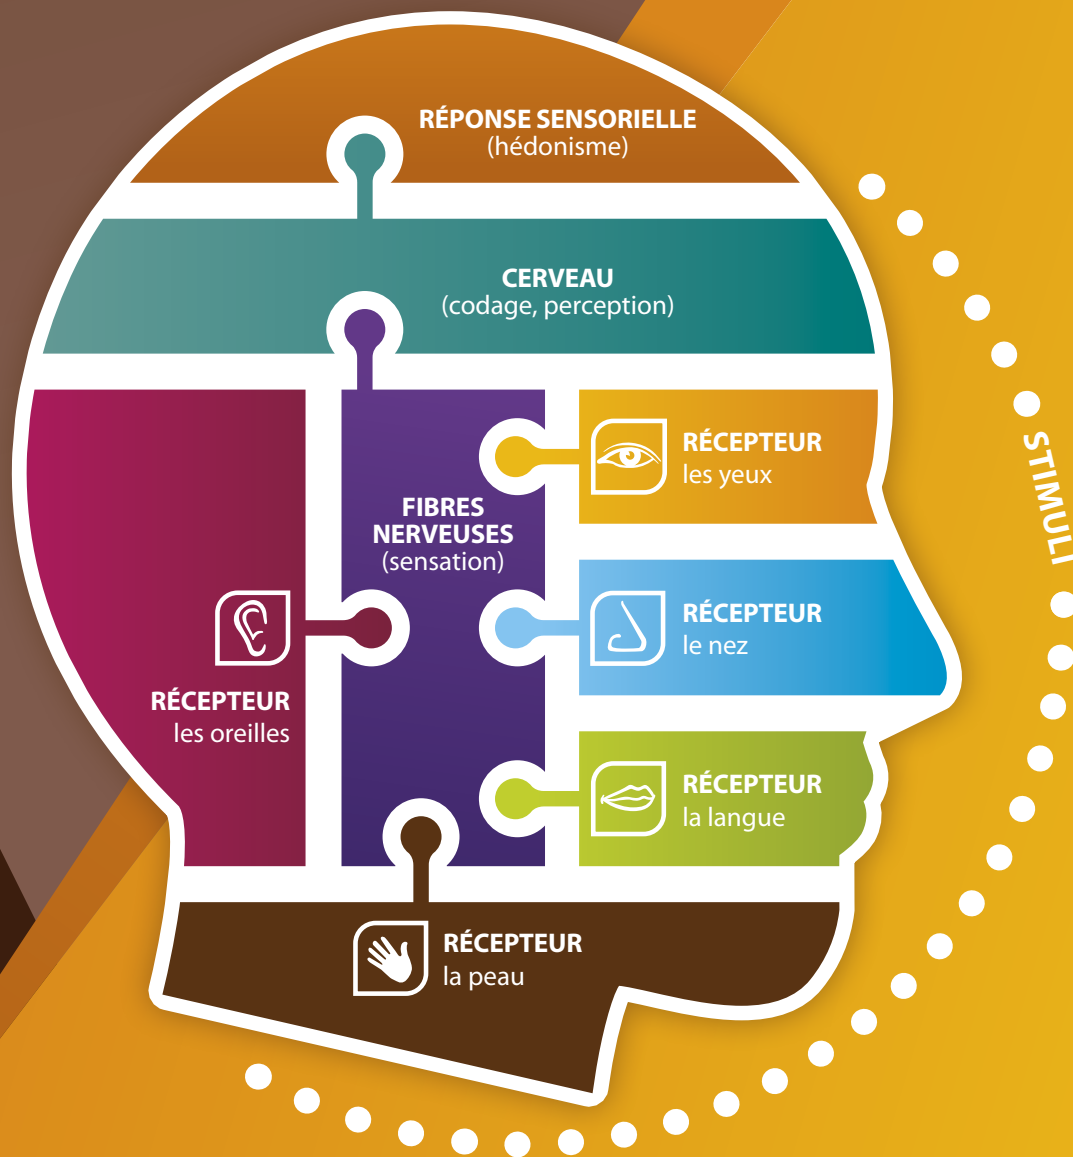 RÉPONSE SENSORIELLE
(hédonisme)
CERVEAU
(codage, perception)
RÉCEPTEUR
les yeux
FIBRES
NERVEUSES
(sensation)
STIMULI
RÉCEPTEUR
le nez
RÉCEPTEUR
les oreilles
RÉCEPTEUR
la langue
RÉCEPTEUR
la peau